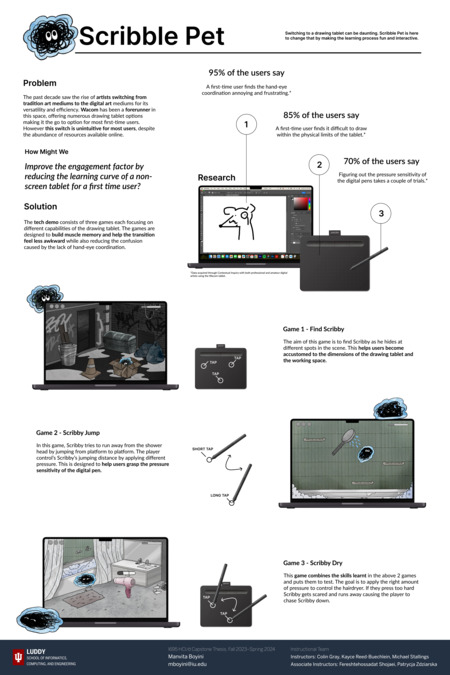 Scribble Pet
Switching to a drawing tablet can be daunting. Scribble Pet is here
to change that by making the learning process fun and interactive.
Problem
The past decade saw the rise of artists switching from
tradition art mediums to the digital art mediums for its
versatility and efficiency. Wacom has been a forerunner in
this space, offering numerous drawing tablet options
making it the go to option for most first-time users.
However this switch is unintuitive for most users, despite
the abundance of resources available online.
How Might We
Improve the engagement factor by
reducing the learning curve of a non-
screen tablet for a first time user?
Solution
The tech demo consists of three games each focusing on
different capabilities of the drawing tablet. The games are
designed to build muscle memory and help the transition
feel less awkward while also reducing the confusion
caused by the lack of hand-eye coordination.
95% of the users say
A first-time user finds the hand-eye
coordination annoying and frustrating.*
85% of the users say
A first-time user finds it difficult to draw
within the physical limits of the tablet.*
70% of the users say
Figuring out the pressure sensitivity of
the digital pens takes a couple of trials.*
1
2
3
Research
Game 1 - Find Scribby
The aim of this game is to find Scribby as he hides at
different spots in the scene. This helps users become
accustomed to the dimensions of the drawing tablet and
the working space.
TAP
TAP
TAP
Game 2 - Scribby Jump
In this game, Scribby tries to run away from the shower
head by jumping from platform to platform. The player
control's Scribby's jumping distance by applying different
pressure. This is designed to help users grasp the pressure
sensitivity of the digital pen.
SHORT TAP
LONG TAP
Game 3 - Scribby Dry
This game combines the skills learnt in the above 2 games
and puts them to test. The goal is to apply the right amount
of pressure to control the hairdryer. If they press too hard
Scribby gets scared and runs away causing the player to
chase Scribby down.
TAP
TAP
LUDDY
SCHOOL OF INFORMATICS,
COMPUTING, AND ENGINEERING
Capstone Thesis, Fall 2023-Spring 2024
Manvita Boyini
mboyini@iu.edu
Instructional Team
Instructors: Colin Gray, Kayce Reed-Buechlein, Michael Stallings
Associate Instructors: Fereshtehossadat Shojaei, Patrycja Zdziarska